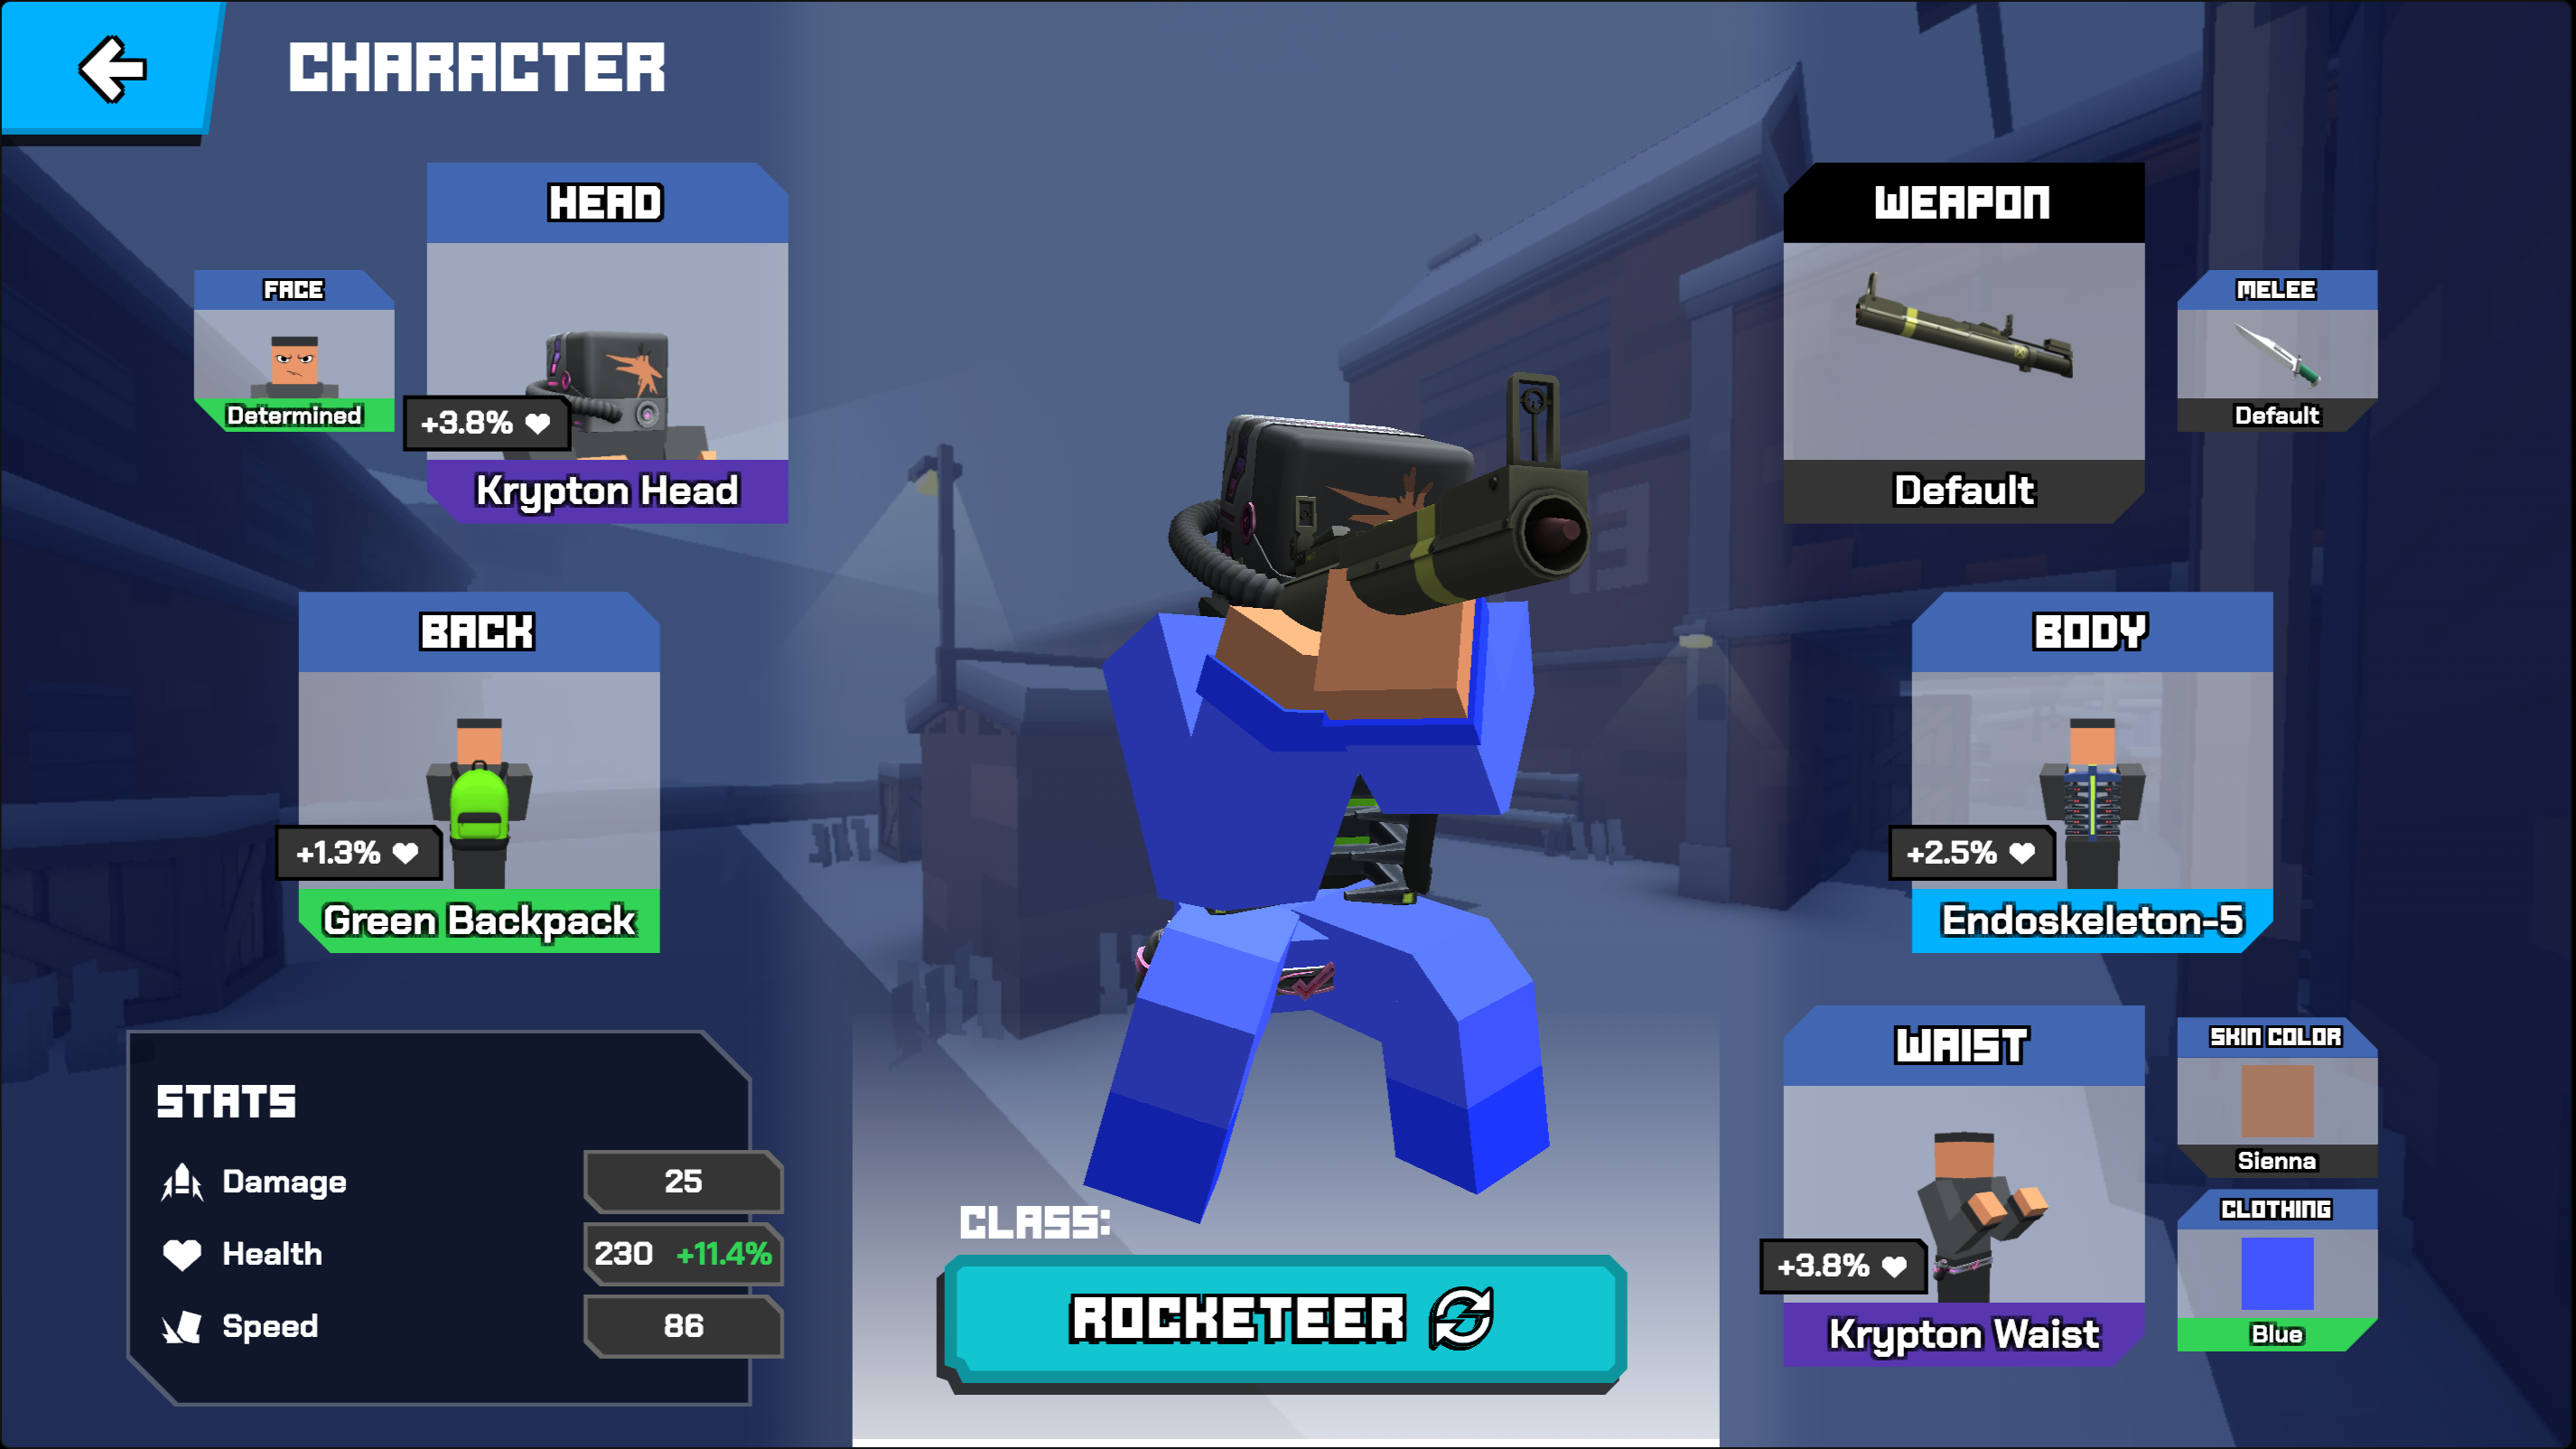 CHARACTER
HEAD
+3.8%
Krypton Head
FACE
Determined
BACK
+1.3%
Green Backpack
STATS
Damage 25
Health 230 +11.4%
Speed 86
CLASS:
ROCKETEER
WEAPON
Default
MELEE
Default
BODY
+2.5%
Endoskeleton-5
WAIST
+3.8%
Krypton Waist
SKIN COLOR
Sienna
CLOTHING
Blue